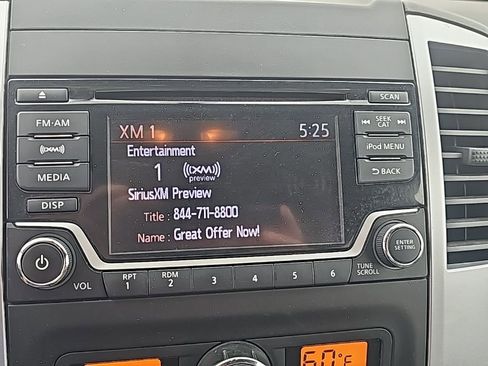 SCAN
FM·AM
XM 1 5:25
SEEK
CAT
Entertainment
((XM))
1 ((XM))
preview
iPod MENU
MEDIA
SiriusXM Preview
BACK
Title : 844-711-8800
DISP
Name : Great Offer Now!
ENTER
SETTING
VOL
RPT
1
RDM
2
3
4
5
6
TUNE
SCROLL
60°F